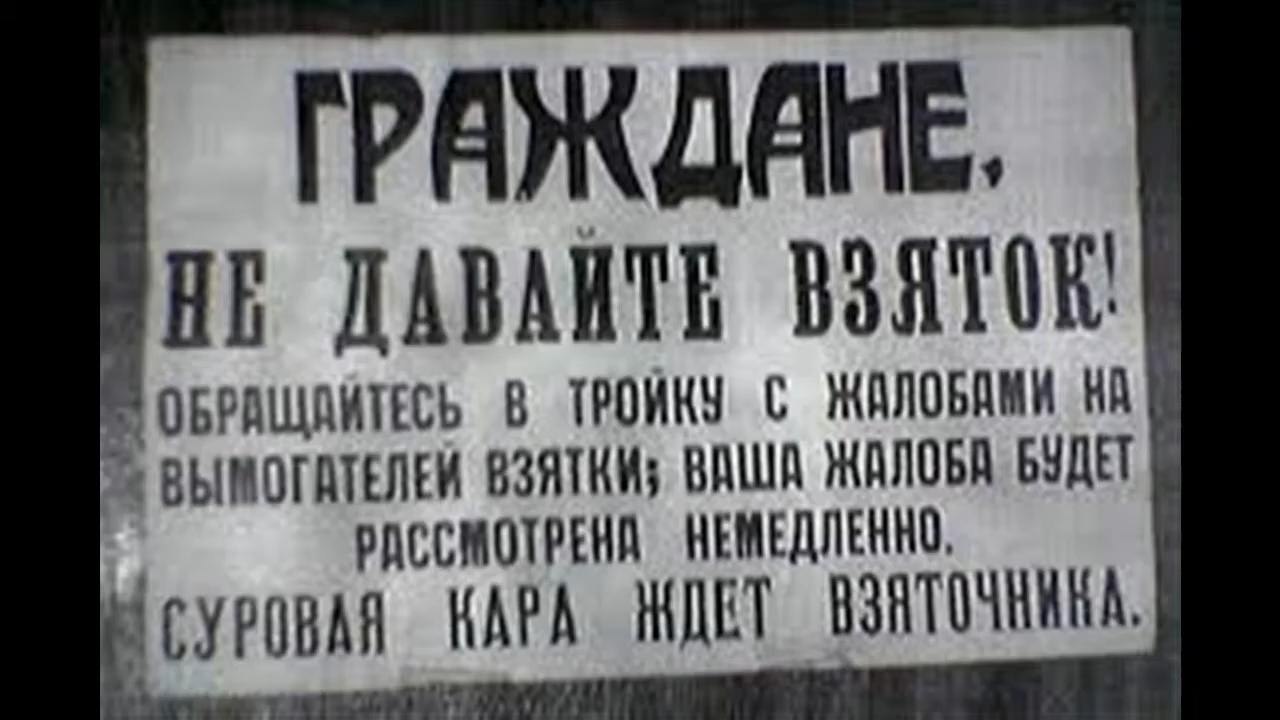 ГРАЖДАНЕ,
НЕ ДАВАЙТЕ ВЗЯТОК!
ОБРАЩАЙТЕСЬ В ТРОЙКУ С ЖАЛОБАМИ НА
ВЫМОГАТЕЛЕЙ ВЗЯТКИ; ВАША ЖАЛОБА БУДЕТ
РАССМОТРЕНА НЕМЕДЛЕННО.
СУРОВАЯ КАРА ЖДЕТ ВЗЯТОЧНИКА.